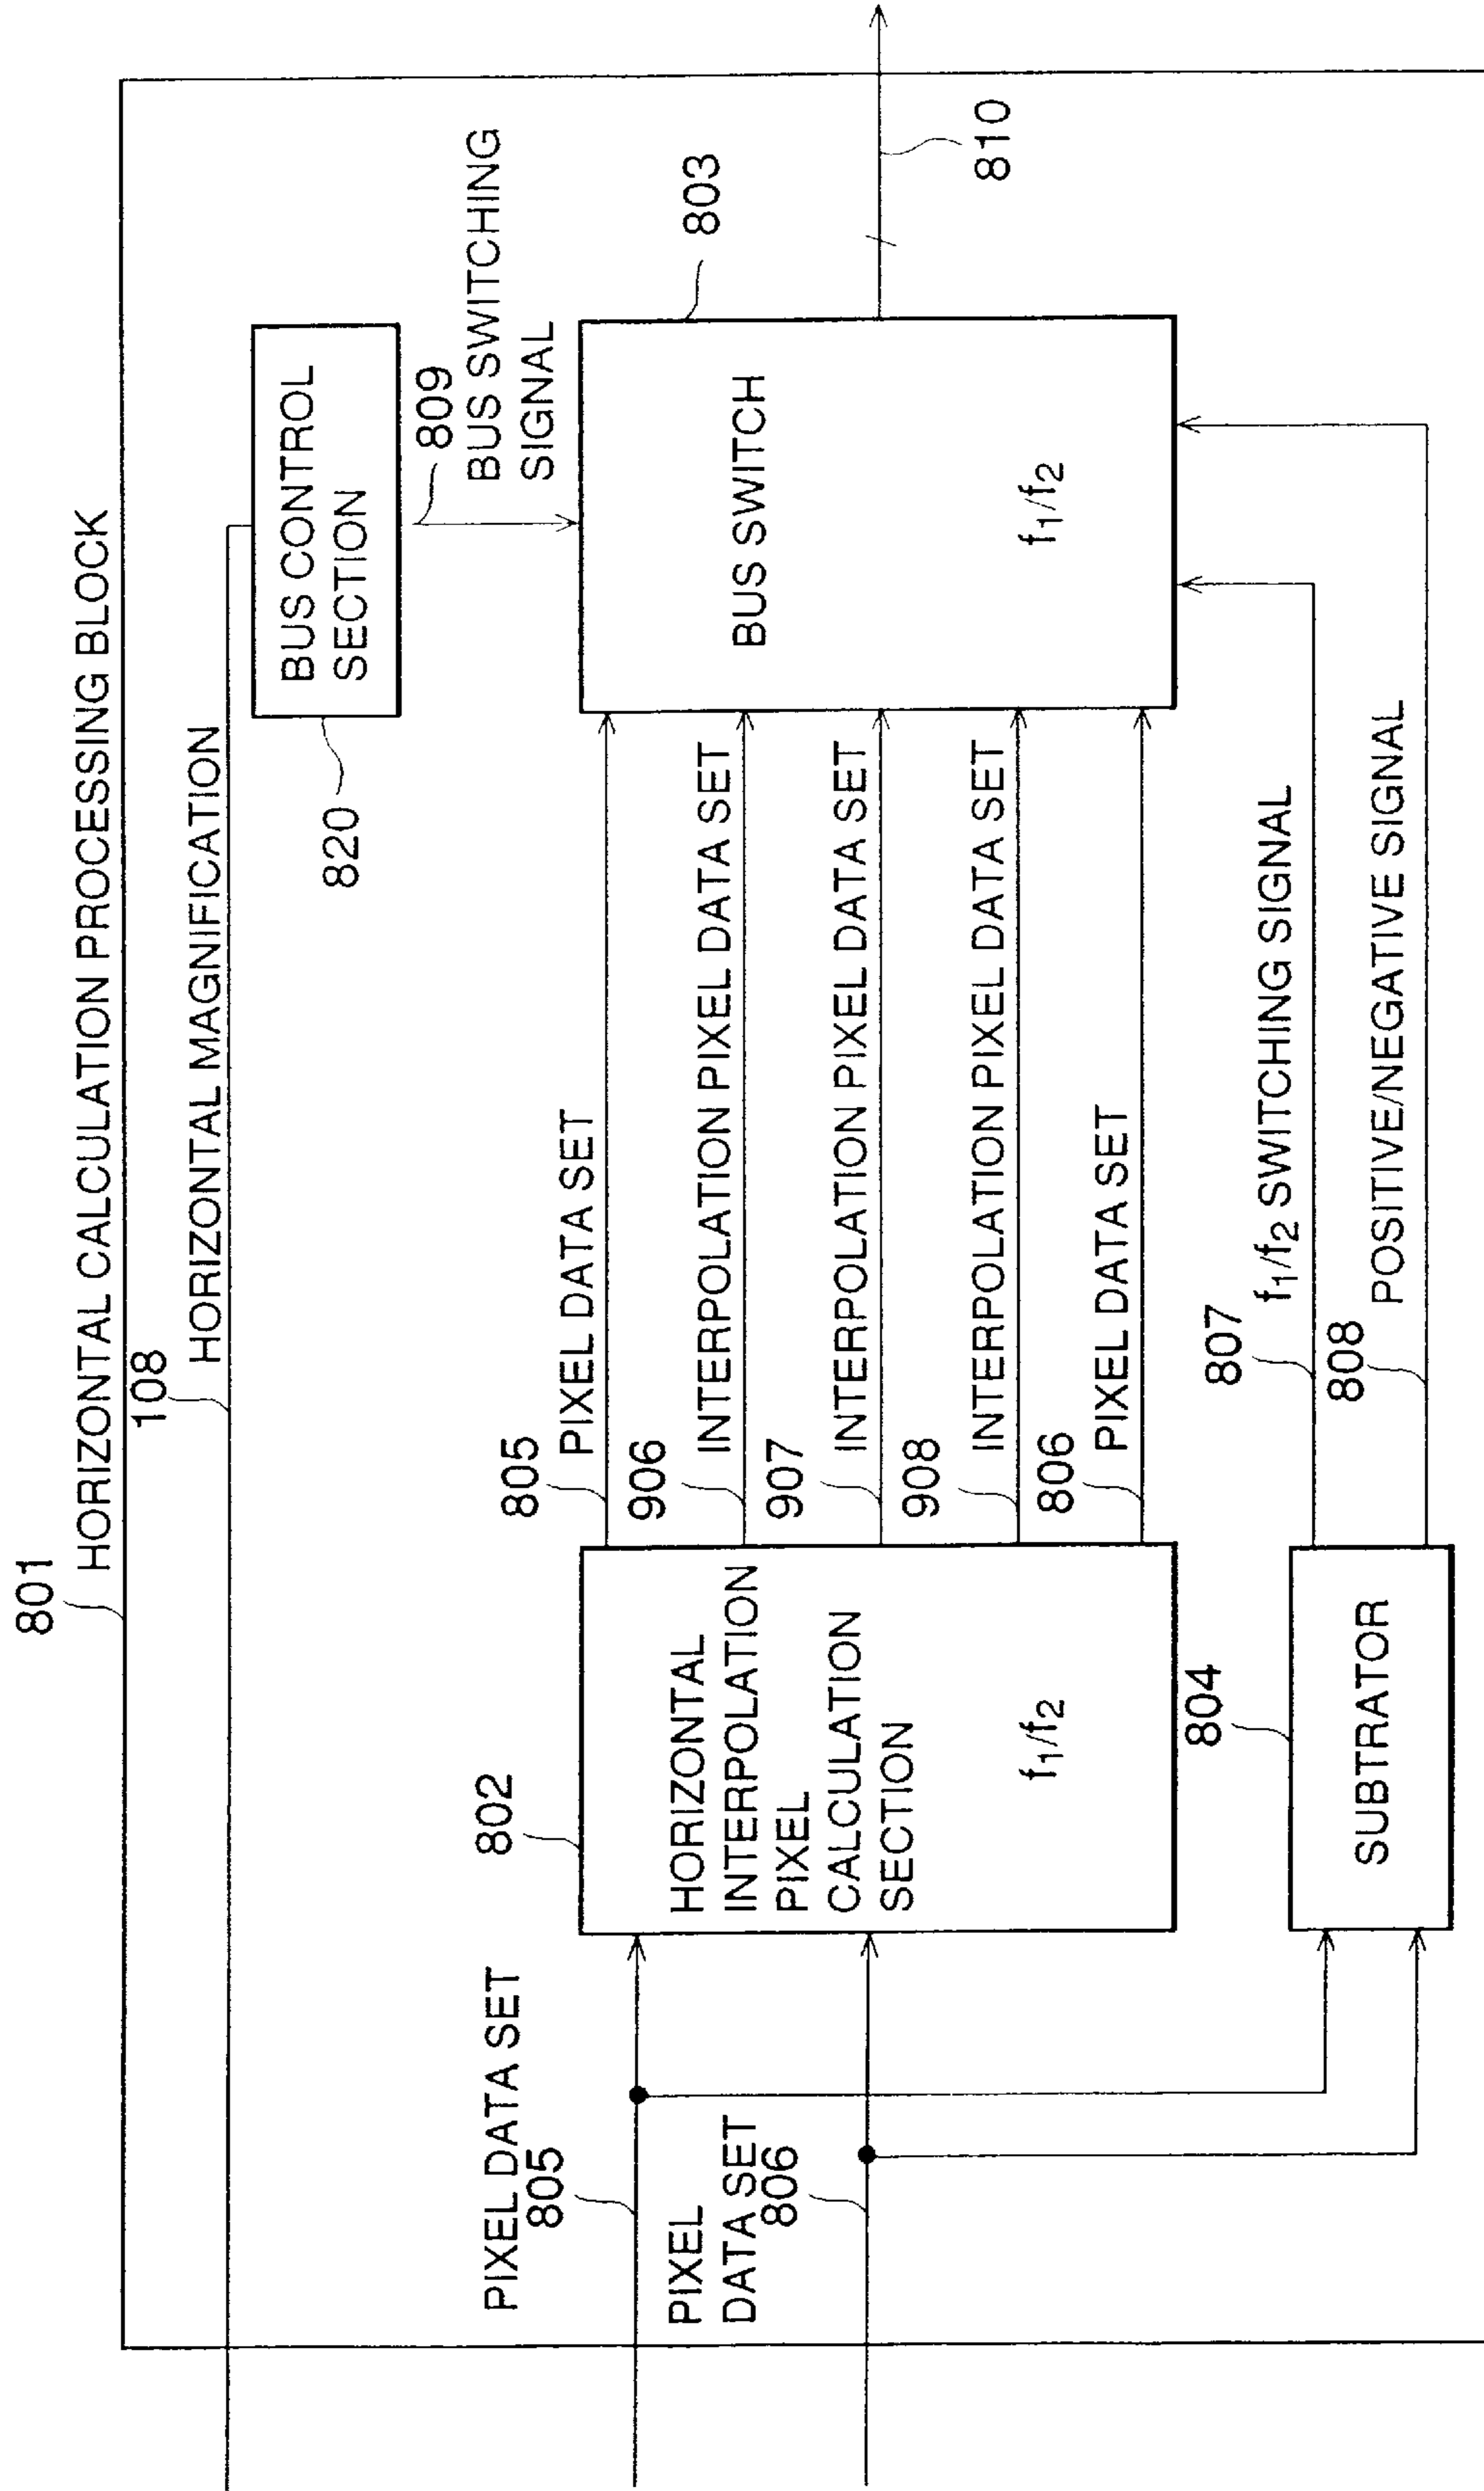 801
HORIZONTAL CALCULATION PROCESSING BLOCK
108
HORIZONTAL MAGNIFICATION
BUS CONTROL
SECTION
820
809
BUS SWITCHING
SIGNAL
803
810
BUS SWITCH
f1/f2
805
PIXEL DATA SET
906
INTERPOLATION PIXEL DATA SET
907
INTERPOLATION PIXEL DATA SET
908
INTERPOLATION PIXEL DATA SET
806
PIXEL DATA SET
802
HORIZONTAL
INTERPOLATION
PIXEL
CALCULATION
SECTION
f1/f2
PIXEL DATA SET
805
PIXEL
DATA SET
806
804
SUBTRATOR
807
f1/f2 SWITCHING SIGNAL
808
POSITIVE/NEGATIVE SIGNAL